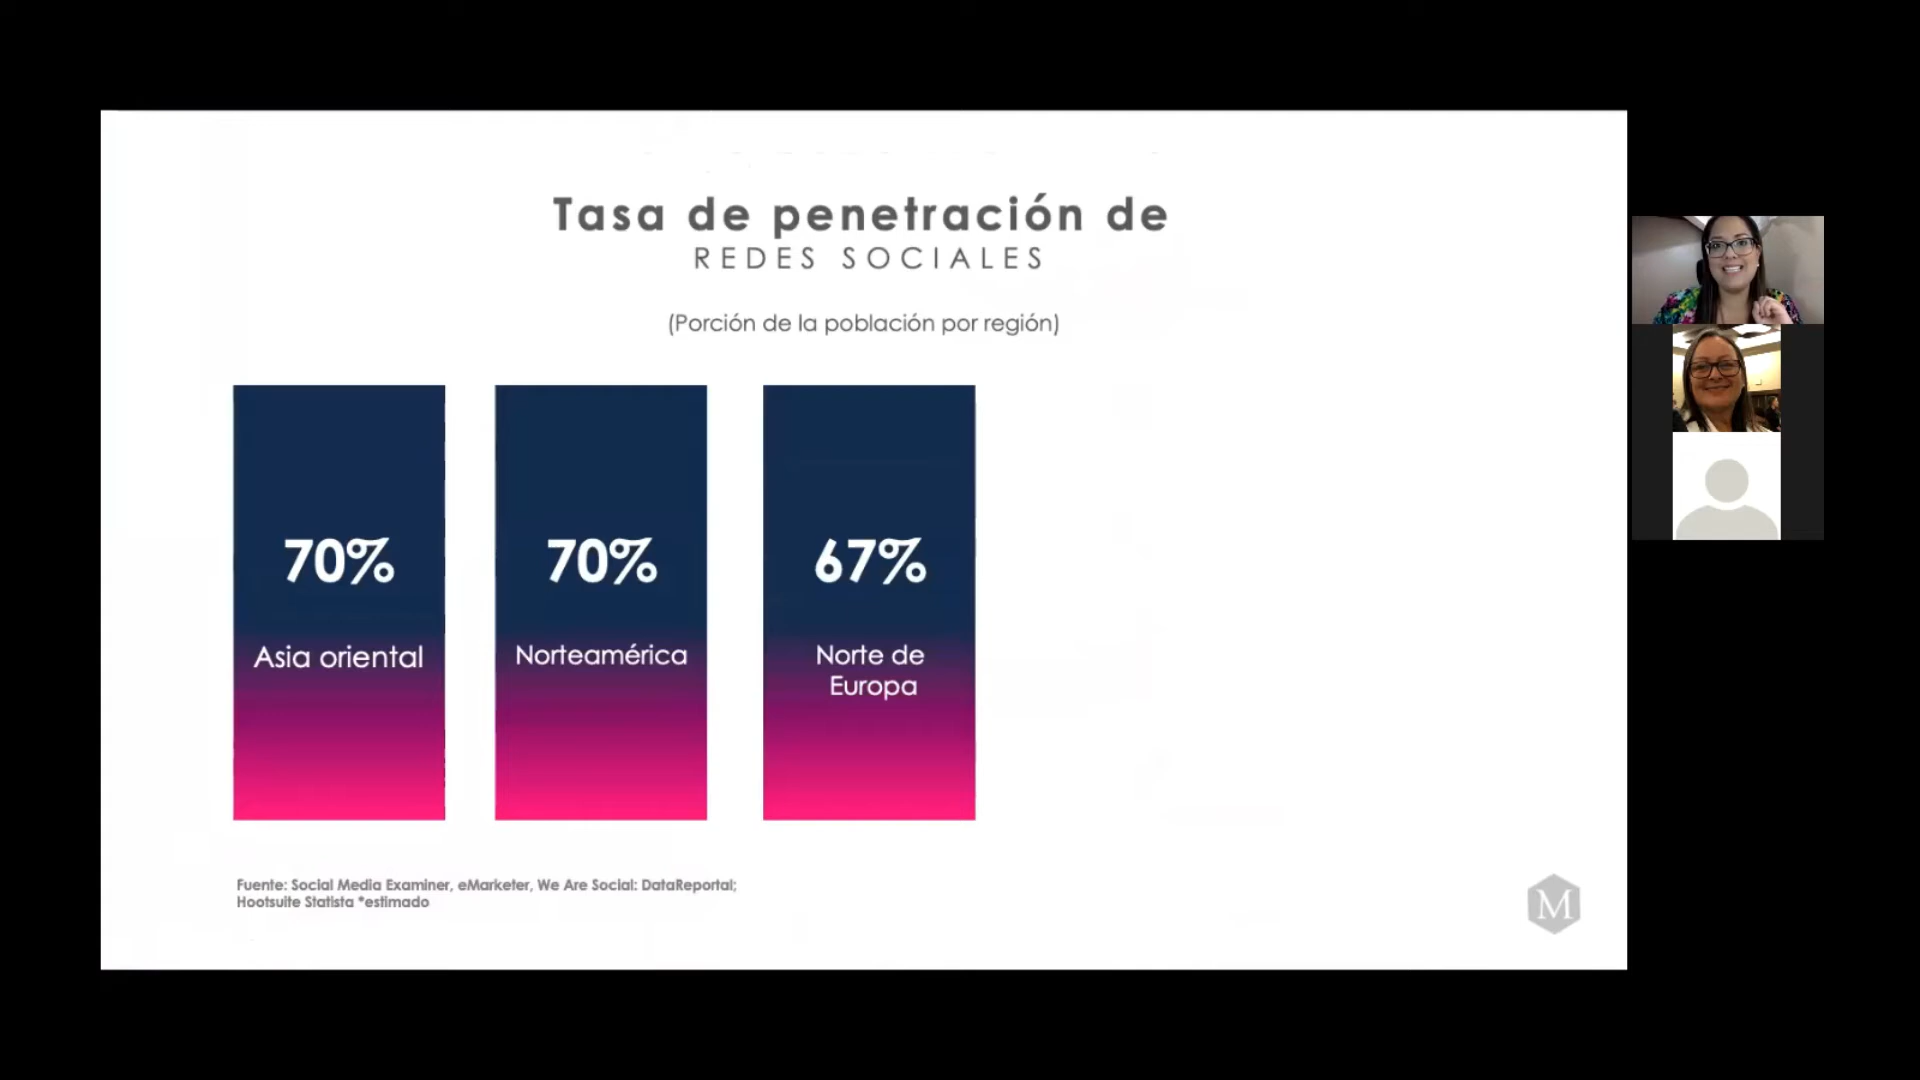 Tasa de penetración de
REDES SOCIALES
(Porción de la población por región)
70%
Asia oriental
70%
Norteamérica
67%
Norte de
Europa
Fuente: Social Media Examiner, eMarketer, We Are Social: DataReportal;
Hootsuite Statista *estimado
M